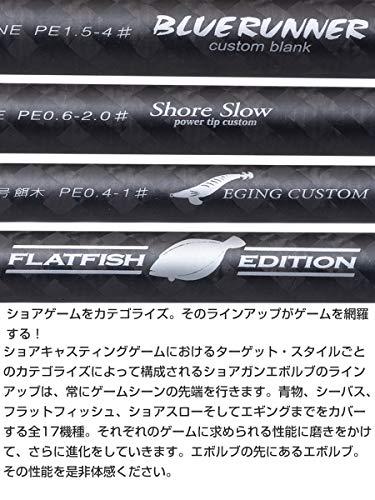 NE PE1.5-4# BLUERUNNER
custom blank
NE PE0.6-2.0# Shore Slow
power tip custom
号 餌木 PE0.4-1# EGING CUSTOM
FLATFISH EDITION
ショアゲームをカテゴライズ。そのラインアップがゲームを網羅
する！
ショアキャスティングゲームにおけるターゲット・スタイルごと
のカテゴライズによって構成されるショアガンエボルブのライン
アップは、常にゲームシーンの先端を行きます。青物、シーバス、
フラットフィッシュ、ショアスローそしてエギングまでをカバー
する全17機種。それぞれのゲームに求められる性能に磨きをかけ
て、さらに進化をしていきます。エボルブの先にあるエボルブ。
その性能を是非体感ください。